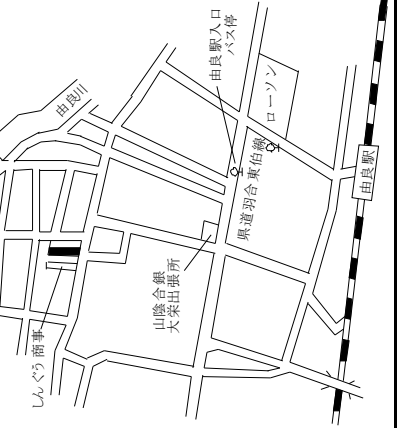 由良川
由良駅入口
バス停
ローソン
県道羽合東伯線
由良駅
山陰合銀
大栄出張所
しんぐう商事